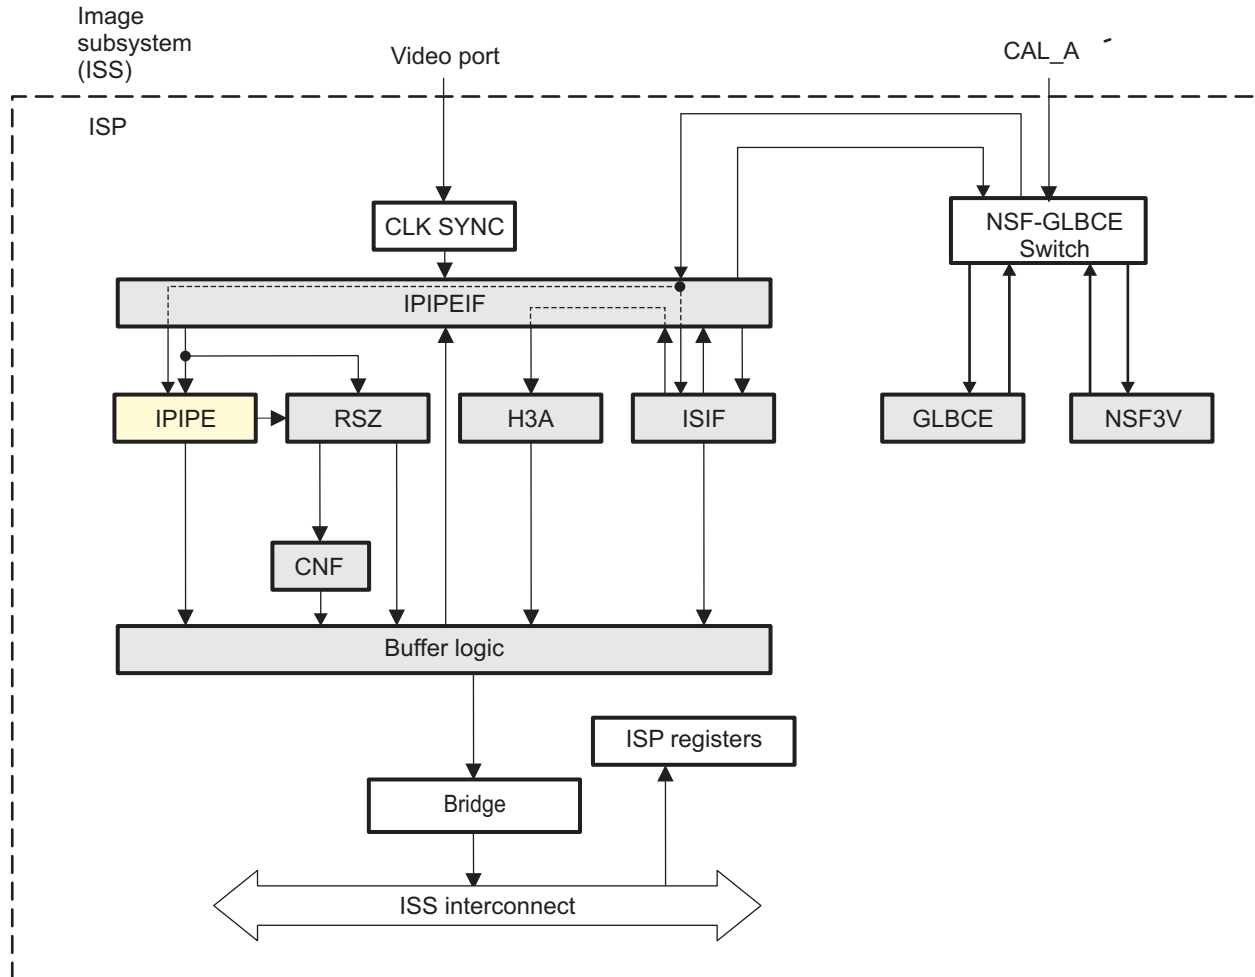 Image
subsystem
(ISS)
Video port
CAL_A
ISP
CLK SYNC
NSF-GLBCE
Switch
IPIPEIF
IPIPE
RSZ
H3A
ISIF
GLBCE
NSF3V
CNF
Buffer logic
ISP registers
Bridge
ISS interconnect